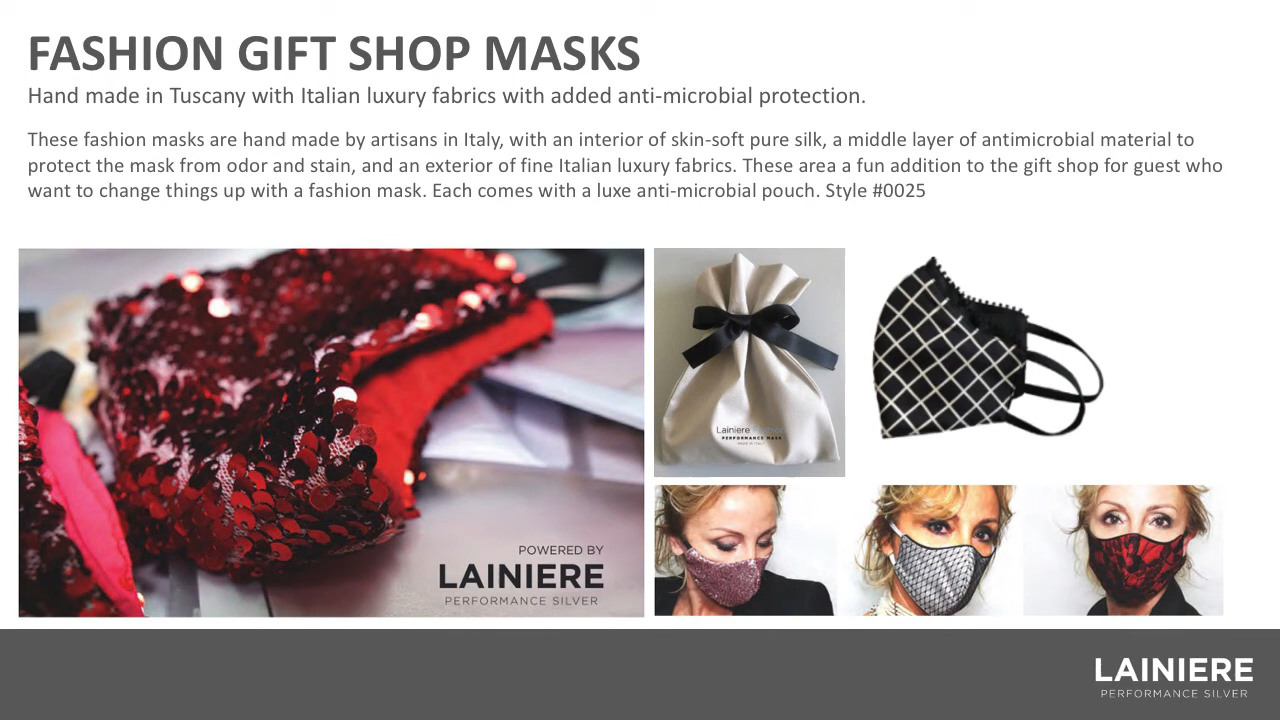 FASHION GIFT SHOP MASKS
Hand made in Tuscany with Italian luxury fabrics with added anti-microbial protection.
These fashion masks are hand made by artisans in Italy, with an interior of skin-soft pure silk, a middle layer of antimicrobial material to
protect the mask from odor and stain, and an exterior of fine Italian luxury fabrics. These area a fun addition to the gift shop for guest who
want to change things up with a fashion mask. Each comes with a luxe anti-microbial pouch. Style #0025
Lainiere Fashion
PERFORMANCE MASK
MADE IN ITALY
POWERED BY
LAINIERE
PERFORMANCE SILVER
LAINIERE
PERFORMANCE SILVER